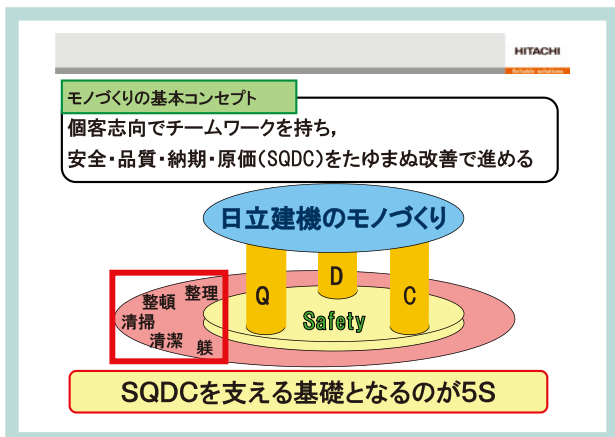 HITACHI
Reliable solutions
モノづくりの基本コンセプト
個客志向でチームワークを持ち,
安全・品質・納期・原価(SQDC)をたゆまぬ改善で進める
日立建機のモノづくり
D
Q
C
Safety
整理
整頓
清掃
清潔
躾
SQDCを支える基礎となるのが5S